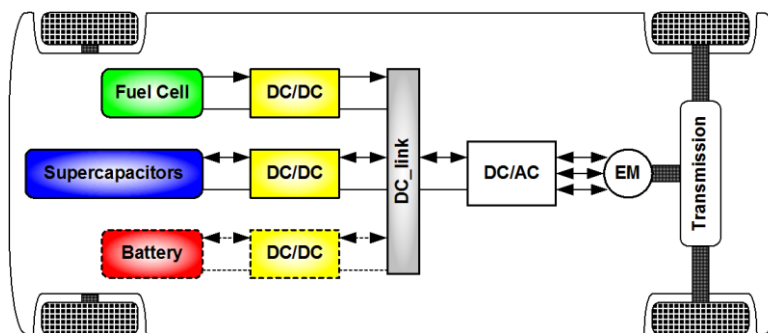 Fuel Cell
DC/DC
Supercapacitors
DC/DC
Battery
DC/DC
DC_link
DC/AC
EM
Transmission